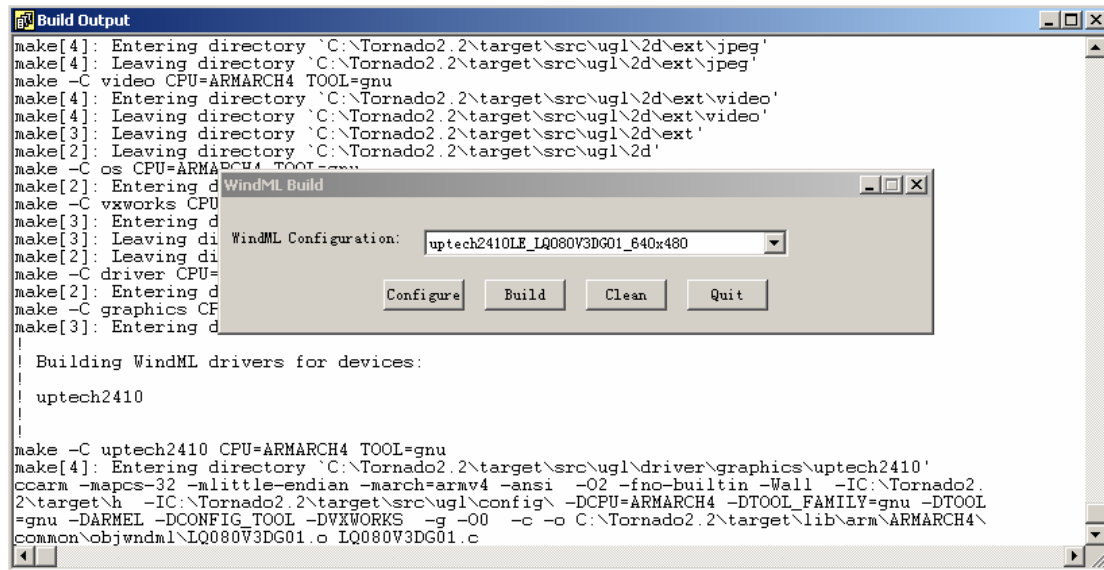 Build Output
make[4]: Entering directory `C:\Tornado2.2\target\src\ugl\2d\ext\jpeg'
make[4]: Leaving directory `C:\Tornado2.2\target\src\ugl\2d\ext\jpeg'
make -C video CPU=ARMARCH4 TOOL=gnu
make[4]: Entering directory `C:\Tornado2.2\target\src\ugl\2d\ext\video'
make[4]: Leaving directory `C:\Tornado2.2\target\src\ugl\2d\ext\video'
make[3]: Leaving directory `C:\Tornado2.2\target\src\ugl\2d\ext'
make[2]: Leaving directory `C:\Tornado2.2\target\src\ugl\2d'
make -C os CPU=ARMARCH4 TOOL=gnu
make[2]: Entering d
make -C vxworks CPU
make[3]: Entering d
make[3]: Leaving di
make[2]: Leaving di
make -C driver CPU=
make[2]: Entering d
make -C graphics CP
make[3]: Entering d
WindML Build
WindML Configuration: uptech2410LE_LQ080V3DG01_640x480
Configure Build Clean Quit
!
! Building WindML drivers for devices:
!
! uptech2410
!
!
make -C uptech2410 CPU=ARMARCH4 TOOL=gnu
make[4]: Entering directory `C:\Tornado2.2\target\src\ugl\driver\graphics\uptech2410'
ccarm -mapcs-32 -mlittle-endian -march=armv4 -ansi  -O2 -fno-builtin -Wall  -IC:\Tornado2.
2\target\h  -IC:\Tornado2.2\target\src\ugl\config\ -DCPU=ARMARCH4 -DTOOL_FAMILY=gnu -DTOOL
=gnu -DARMEL -DCONFIG_TOOL -DVXWORKS  -g -O0  -c -o C:\Tornado2.2\target\lib\arm\ARMARCH4\
common\objwndml\LQ080V3DG01.o LQ080V3DG01.c